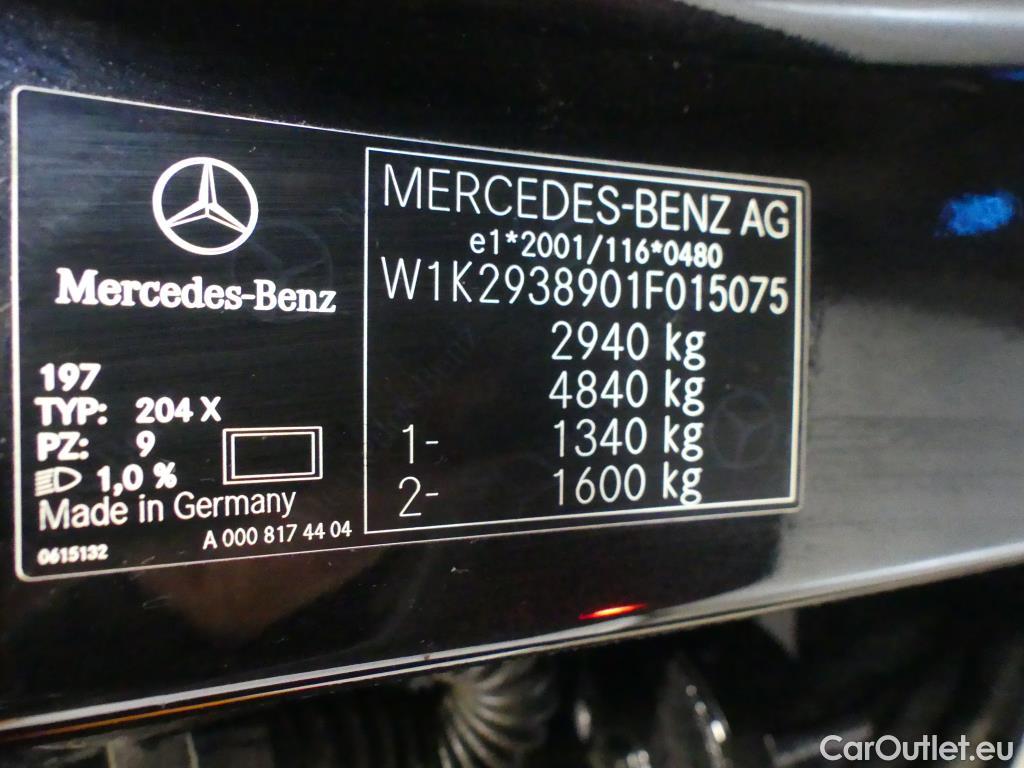 Mercedes-Benz
197
TYP: 204 X
PZ: 9
1,0 %
Made in Germany
A 000 817 44 04
0615132
MERCEDES-BENZ AG
e1*2001/116*0480
W1K2938901F015075
2940 kg
4840 kg
1- 1340 kg
2- 1600 kg
CarOutlet.eu